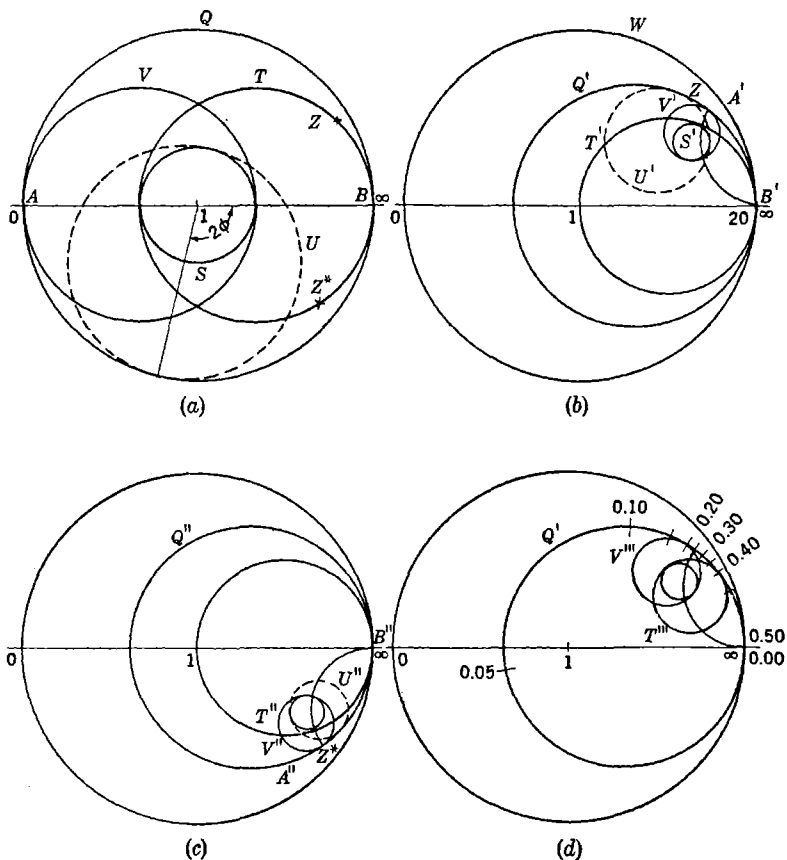 Q
V
T
Z
A
B
0
1
∞
2φ
U
S
Z*
(a)
W
Q'
V'
Z
A'
T'
S'
U'
B'
0
1
20
∞
(b)
Q"
B"
0
1
∞
U"
T"
V"
Z*
A"
(c)
0.10
0.20
0.30
0.40
Q'
V'''
T'''
0.50
0
1
∞
0.00
0.05
(d)